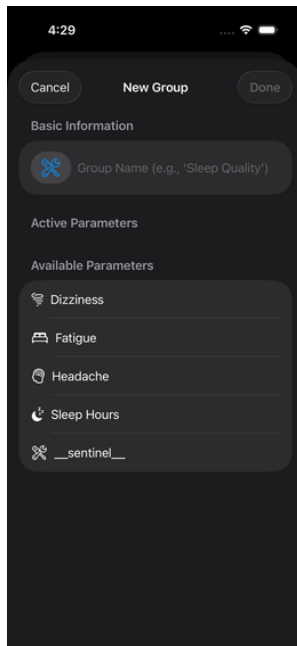 4:29
Cancel
New Group
Done
Basic Information
Group Name (e.g., 'Sleep Quality')
Active Parameters
Available Parameters
Dizziness
Fatigue
Headache
Sleep Hours
__sentinel__